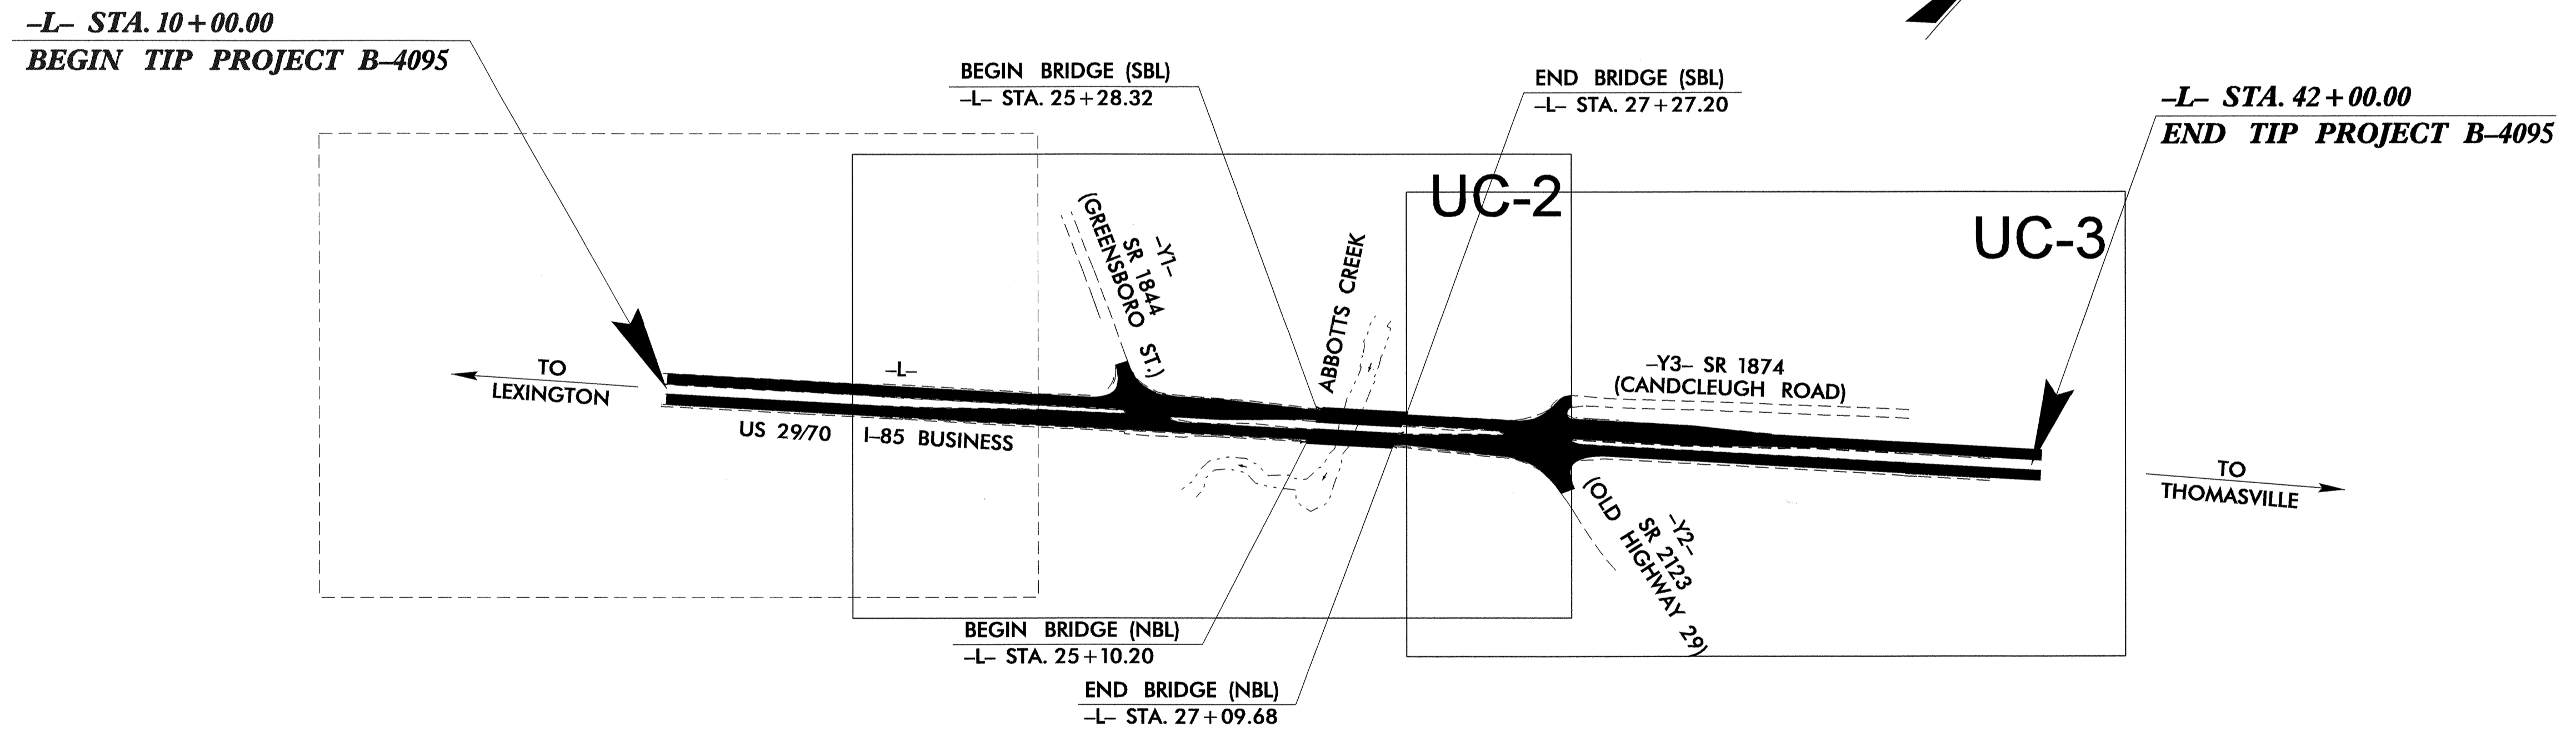 –L– STA. 10+00.00
BEGIN TIP PROJECT B–4095
BEGIN BRIDGE (SBL)
–L– STA. 25+28.32
END BRIDGE (SBL)
–L– STA. 27+27.20
–L– STA. 42+00.00
END TIP PROJECT B–4095
UC-2
UC-3
–Y1–
SR 1844
(GREENSBORO ST.)
ABBOTTS CREEK
–L–
TO
LEXINGTON
US 29/70 I–85 BUSINESS
–Y3– SR 1874
(CANDCLEUGH ROAD)
–Y2–
SR 2123
(OLD HIGHWAY 29)
TO
THOMASVILLE
BEGIN BRIDGE (NBL)
–L– STA. 25+10.20
END BRIDGE (NBL)
–L– STA. 27+09.68